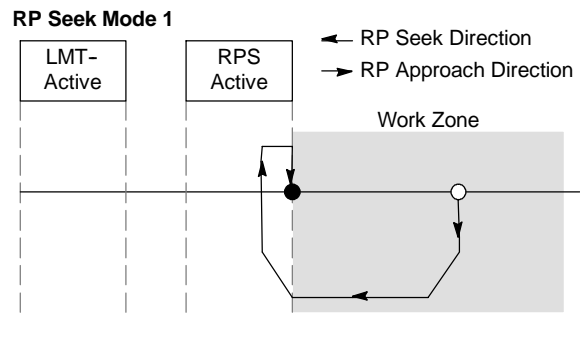 RP Seek Mode 1
LMT-
Active
RPS
Active
RP Seek Direction
RP Approach Direction
Work Zone